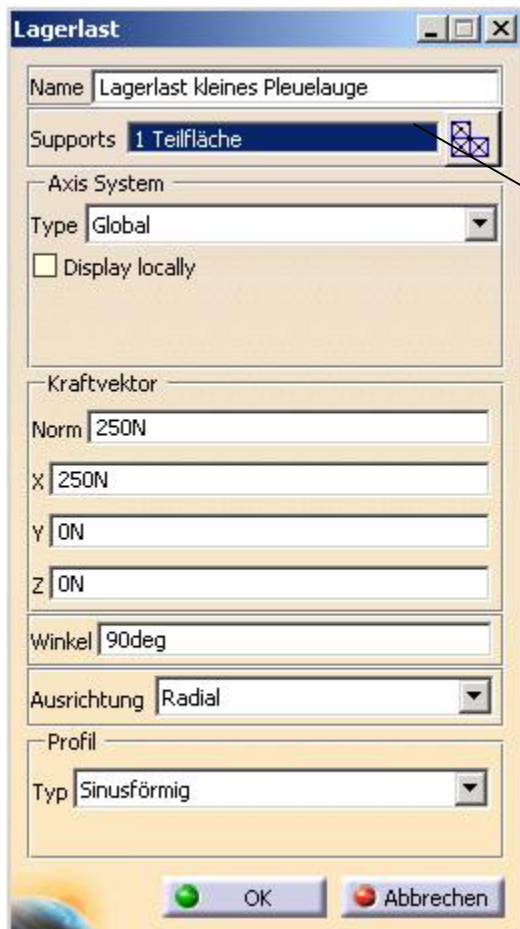 Lagerlast
Name Lagerlast kleines Pleuelauge
Supports 1 Teilfläche
Axis System
Type Global
Display locally
Kraftvektor
Norm 250N
X 250N
Y 0N
Z 0N
Winkel 90deg
Ausrichtung Radial
Profil
Typ Sinusförmig
OK Abbrechen